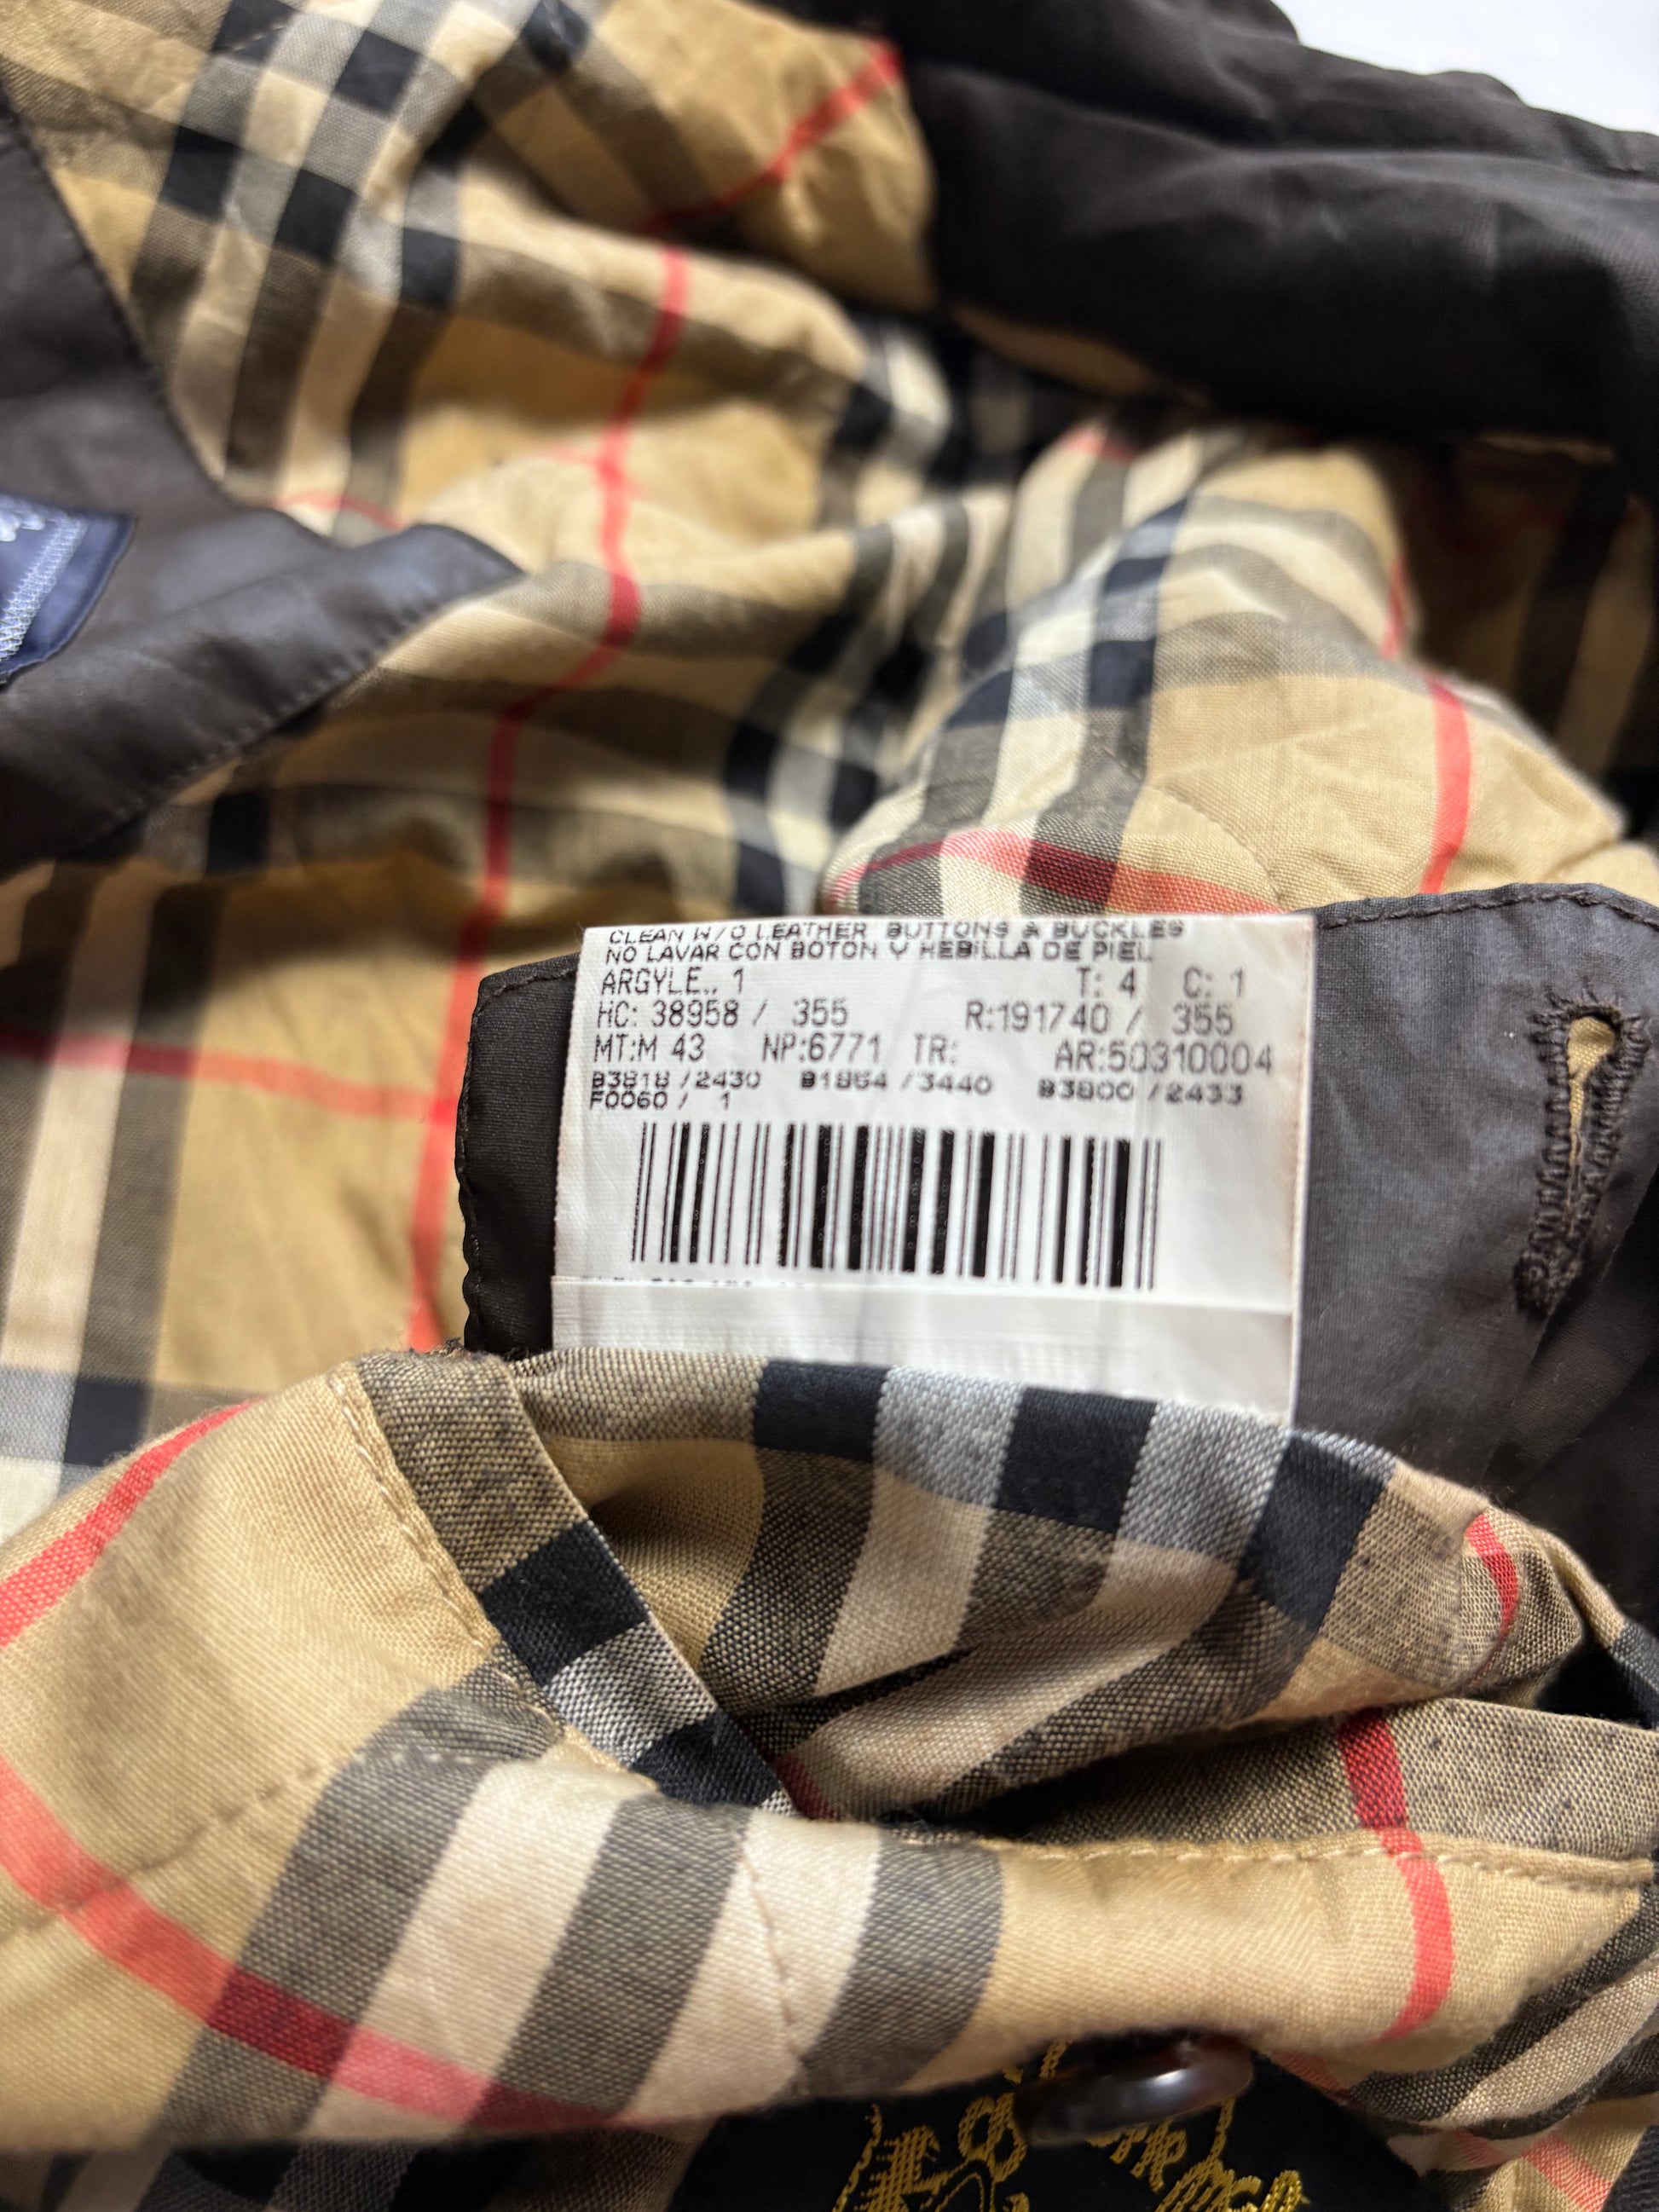 CLEAN W/O LEATHER BUTTONS & BUCKLES
NO LAVAR CON BOTON Y HEBILLA DE PIEL
ARGYLE.. 1 T: 4 C: 1
HC: 38958 / 355 R:191740 / 355
MT:M 43 NP:6771 TR: AR:50310004
B3818 /2430 B1864 /3440 B3800 /2433
F0060 / 1